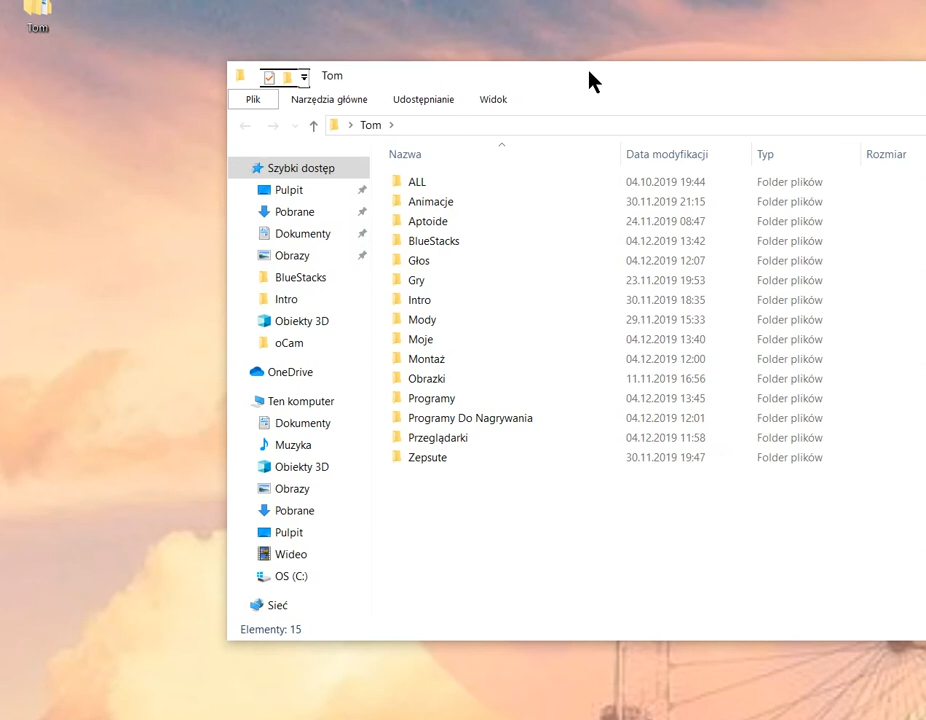 Tom
Tom
Plik Narzędzia główne Udostępnianie Widok
Tom
Nazwa Data modyfikacji Typ Rozmiar
Szybki dostęp
Pulpit
Pobrane
Dokumenty
Obrazy
BlueStacks
Intro
Obiekty 3D
oCam
OneDrive
Ten komputer
Dokumenty
Muzyka
Obiekty 3D
Obrazy
Pobrane
Pulpit
Wideo
OS (C:)
Sieć
ALL 04.10.2019 19:44 Folder plików
Animacje 30.11.2019 21:15 Folder plików
Aptoide 24.11.2019 08:47 Folder plików
BlueStacks 04.12.2019 13:42 Folder plików
Głos 04.12.2019 12:07 Folder plików
Gry 23.11.2019 19:53 Folder plików
Intro 30.11.2019 18:35 Folder plików
Mody 29.11.2019 15:33 Folder plików
Moje 04.12.2019 13:40 Folder plików
Montaż 04.12.2019 12:00 Folder plików
Obrazki 11.11.2019 16:56 Folder plików
Programy 04.12.2019 13:45 Folder plików
Programy Do Nagrywania 04.12.2019 12:01 Folder plików
Przeglądarki 04.12.2019 11:58 Folder plików
Zepsute 30.11.2019 19:47 Folder plików
Elementy: 15